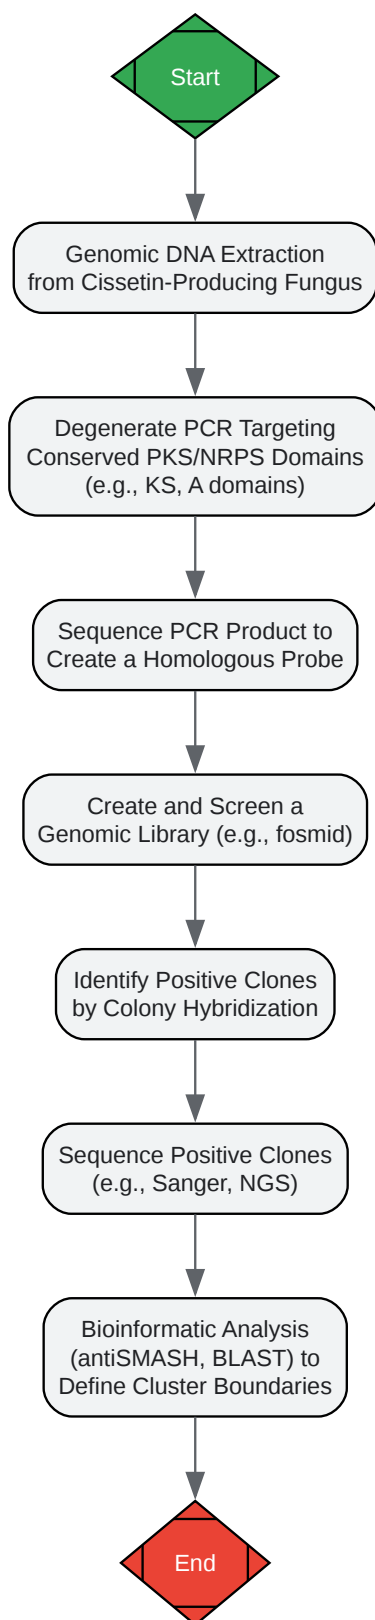 Start
Genomic DNA Extraction
from Cissetin-Producing Fungus
Degenerate PCR Targeting
Conserved PKS/NRPS Domains
(e.g., KS, A domains)
Sequence PCR Product to
Create a Homologous Probe
Create and Screen a
Genomic Library (e.g., fosmid)
Identify Positive Clones
by Colony Hybridization
Sequence Positive Clones
(e.g., Sanger, NGS)
Bioinformatic Analysis
(antiSMASH, BLAST) to
Define Cluster Boundaries
End